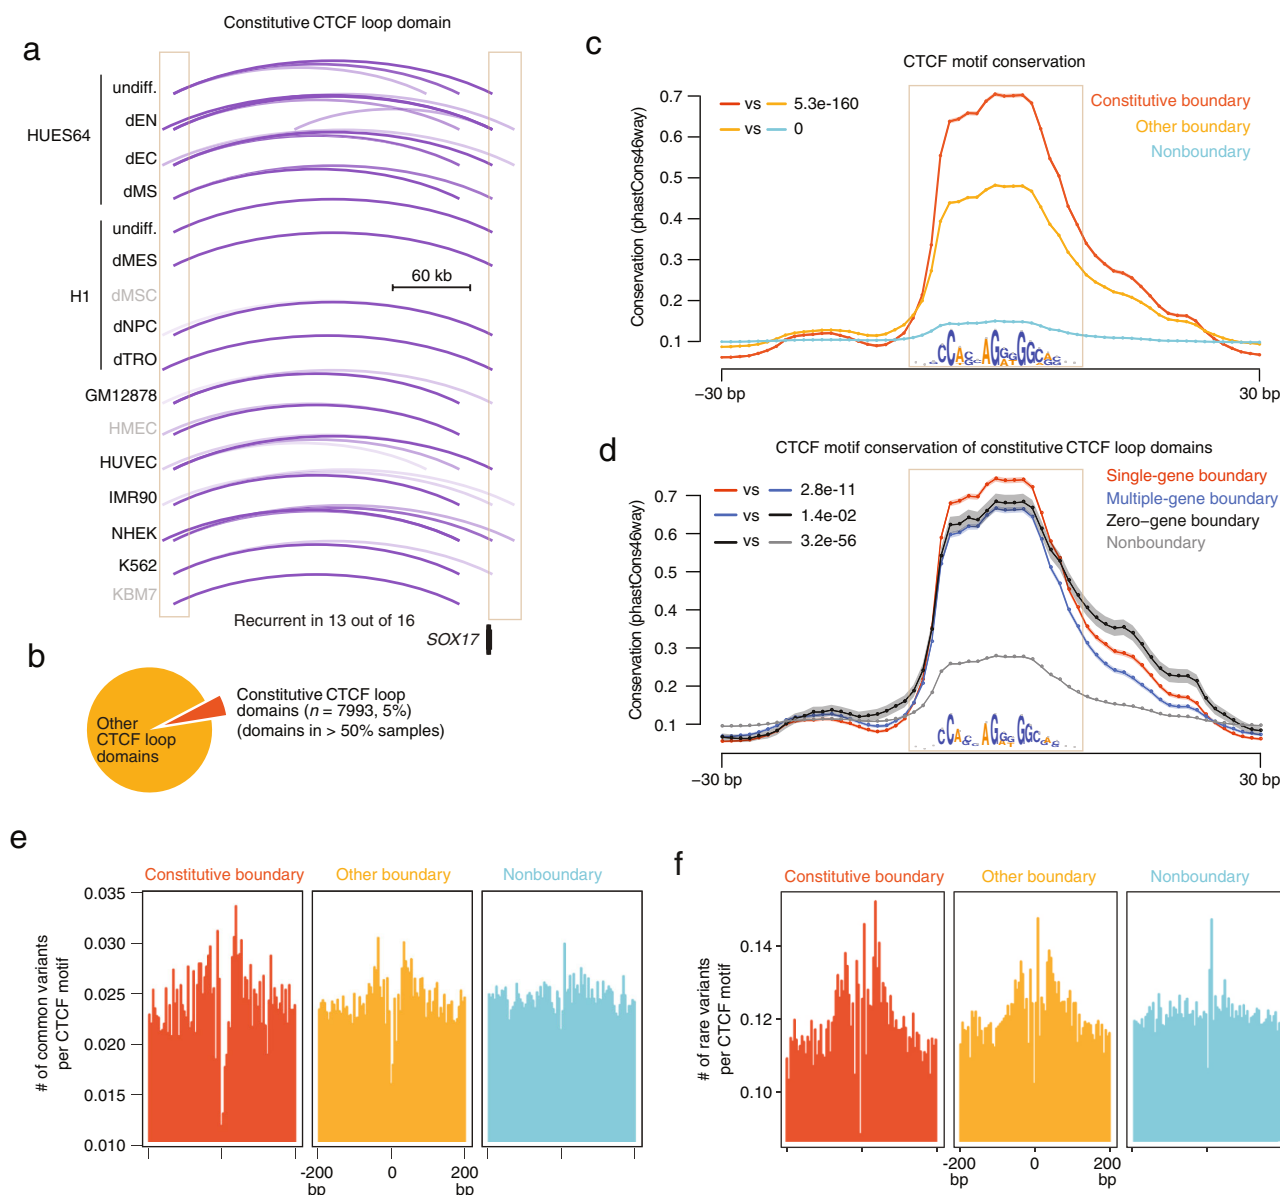 Constitutive CTCF loop domain
a
HUES64
undiff.
dEN
dEC
dMS
H1
undiff.
dMES
dMSC
dNPC
dTRO
GM12878
HMEC
HUVEC
IMR90
NHEK
K562
KBM7
60 kb
Recurrent in 13 out of 16
SOX17
b
Other
CTCF loop
domains
Constitutive CTCF loop
domains (n = 7993, 5%)
(domains in > 50% samples)
c
CTCF motif conservation
Conservation (phastCons46way)
0.7
0.6
0.5
0.4
0.3
0.2
0.1
vs 5.3e-160
vs 0
Constitutive boundary
Other boundary
Nonboundary
−30 bp
30 bp
d
CTCF motif conservation of constitutive CTCF loop domains
Conservation (phastCons46way)
0.7
0.6
0.5
0.4
0.3
0.2
0.1
vs 2.8e-11
vs 1.4e-02
vs 3.2e-56
Single-gene boundary
Multiple-gene boundary
Zero−gene boundary
Nonboundary
−30 bp
30 bp
e
Constitutive boundary
Other boundary
Nonboundary
# of common variants
per CTCF motif
0.035
0.030
0.025
0.020
0.015
0.010
-200
bp
0
200
bp
f
Constitutive boundary
Other boundary
Nonboundary
# of rare variants
per CTCF motif
0.14
0.12
0.10
-200
bp
0
200
bp